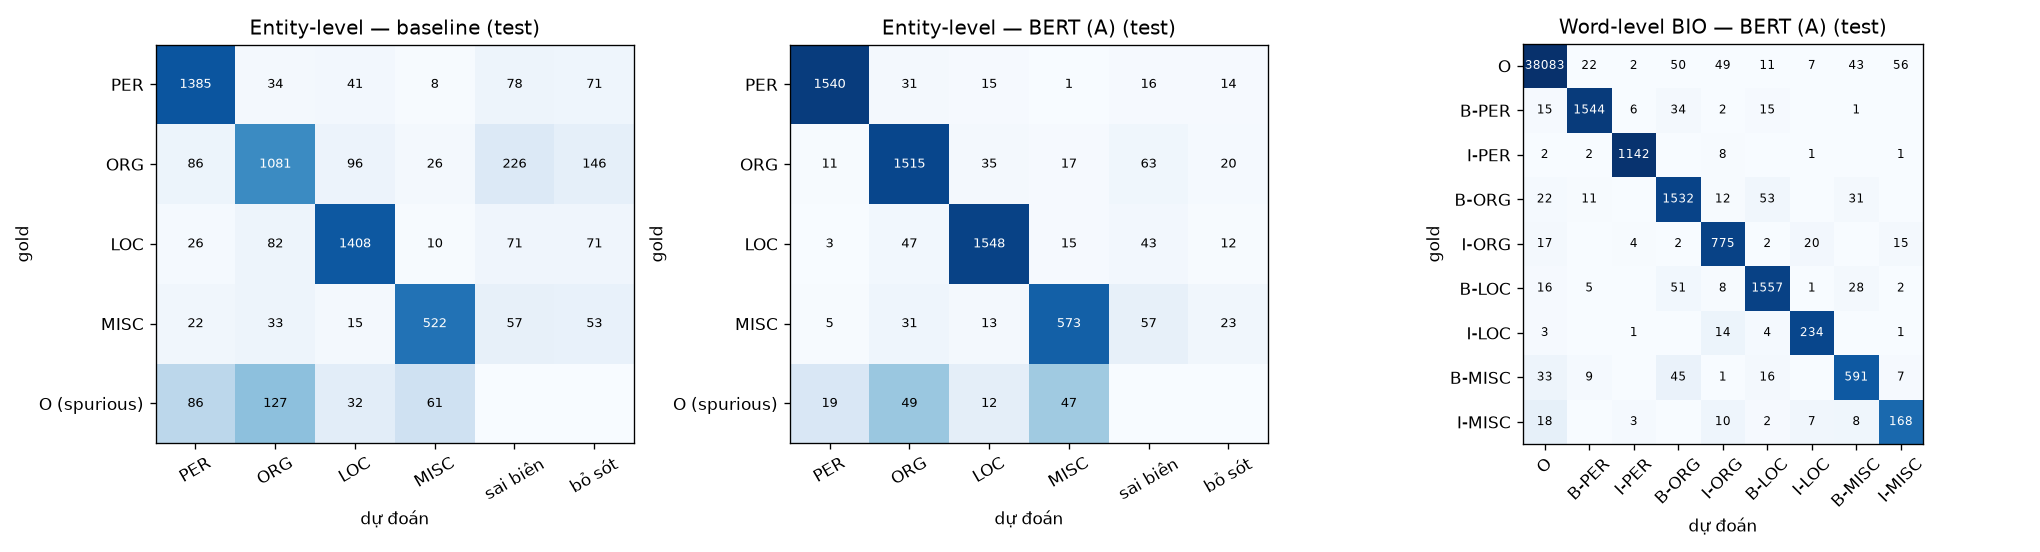 Entity-level — baseline (test)
gold
PER 1385 34 41 8 78 71
ORG 86 1081 96 26 226 146
LOC 26 82 1408 10 71 71
MISC 22 33 15 522 57 53
O (spurious) 86 127 32 61
PER ORG LOC MISC sai biên bỏ sót
dự đoán
Entity-level — BERT (A) (test)
gold
PER 1540 31 15 1 16 14
ORG 11 1515 35 17 63 20
LOC 3 47 1548 15 43 12
MISC 5 31 13 573 57 23
O (spurious) 19 49 12 47
PER ORG LOC MISC sai biên bỏ sót
dự đoán
Word-level BIO — BERT (A) (test)
gold
O 38083 22 2 50 49 11 7 43 56
B-PER 15 1544 6 34 2 15 1
I-PER 2 2 1142 8 1 1
B-ORG 22 11 1532 12 53 31
I-ORG 17 4 2 775 2 20 15
B-LOC 16 5 51 8 1557 1 28 2
I-LOC 3 1 14 4 234 1
B-MISC 33 9 45 1 16 591 7
I-MISC 18 3 10 2 7 8 168
O B-PER I-PER B-ORG I-ORG B-LOC I-LOC B-MISC I-MISC
dự đoán